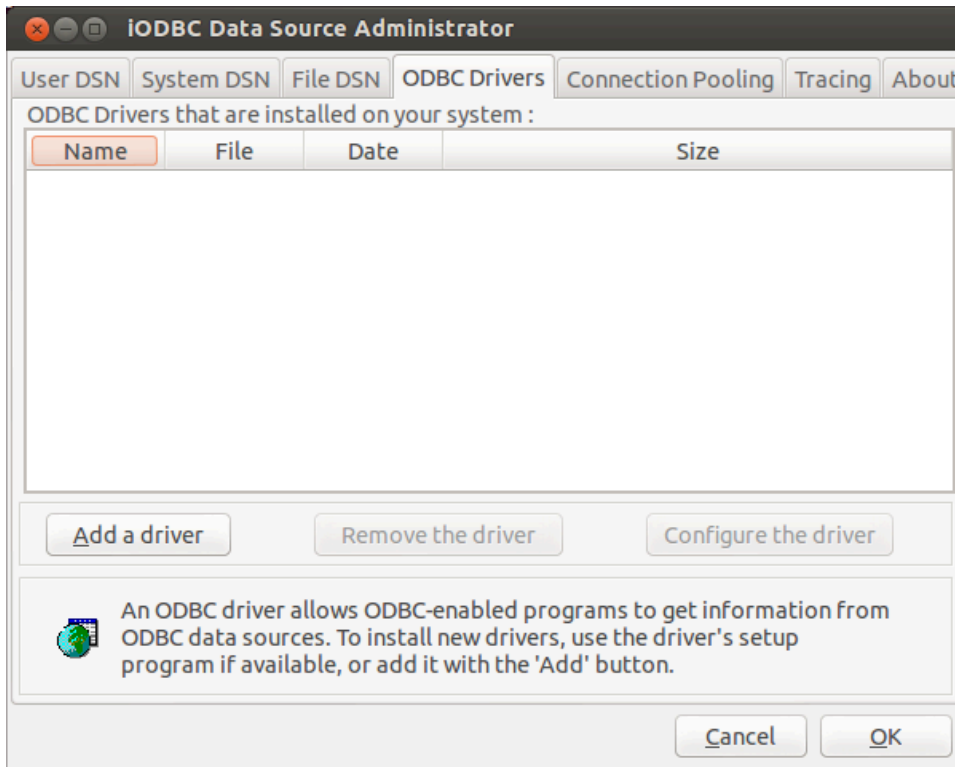 iODBC Data Source Administrator
User DSN System DSN File DSN ODBC Drivers Connection Pooling Tracing About
ODBC Drivers that are installed on your system :
Name File Date Size
Add a driver Remove the driver Configure the driver
An ODBC driver allows ODBC-enabled programs to get information from
ODBC data sources. To install new drivers, use the driver's setup
program if available, or add it with the 'Add' button.
Cancel OK